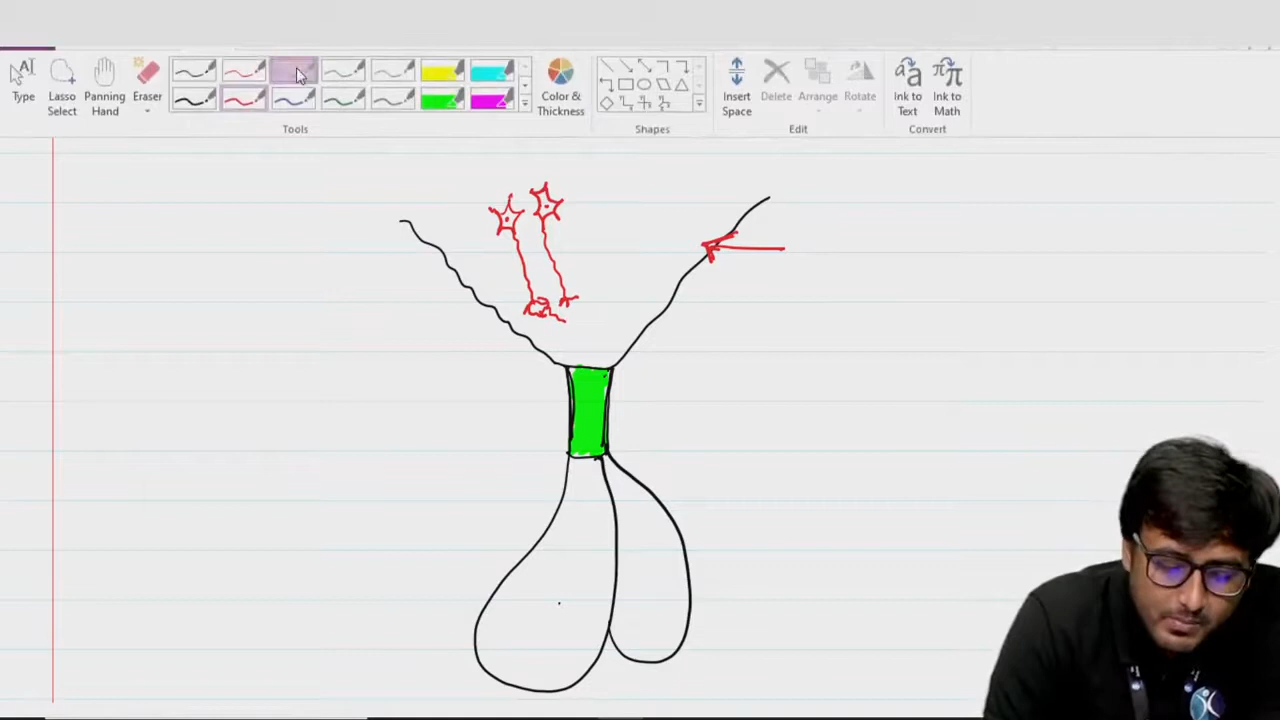 Type
Lasso Select
Panning Hand
Eraser
Color & Thickness
Insert Space
Delete
Arrange
Rotate
Ink to Text
Ink to Math
Tools
Shapes
Edit
Convert